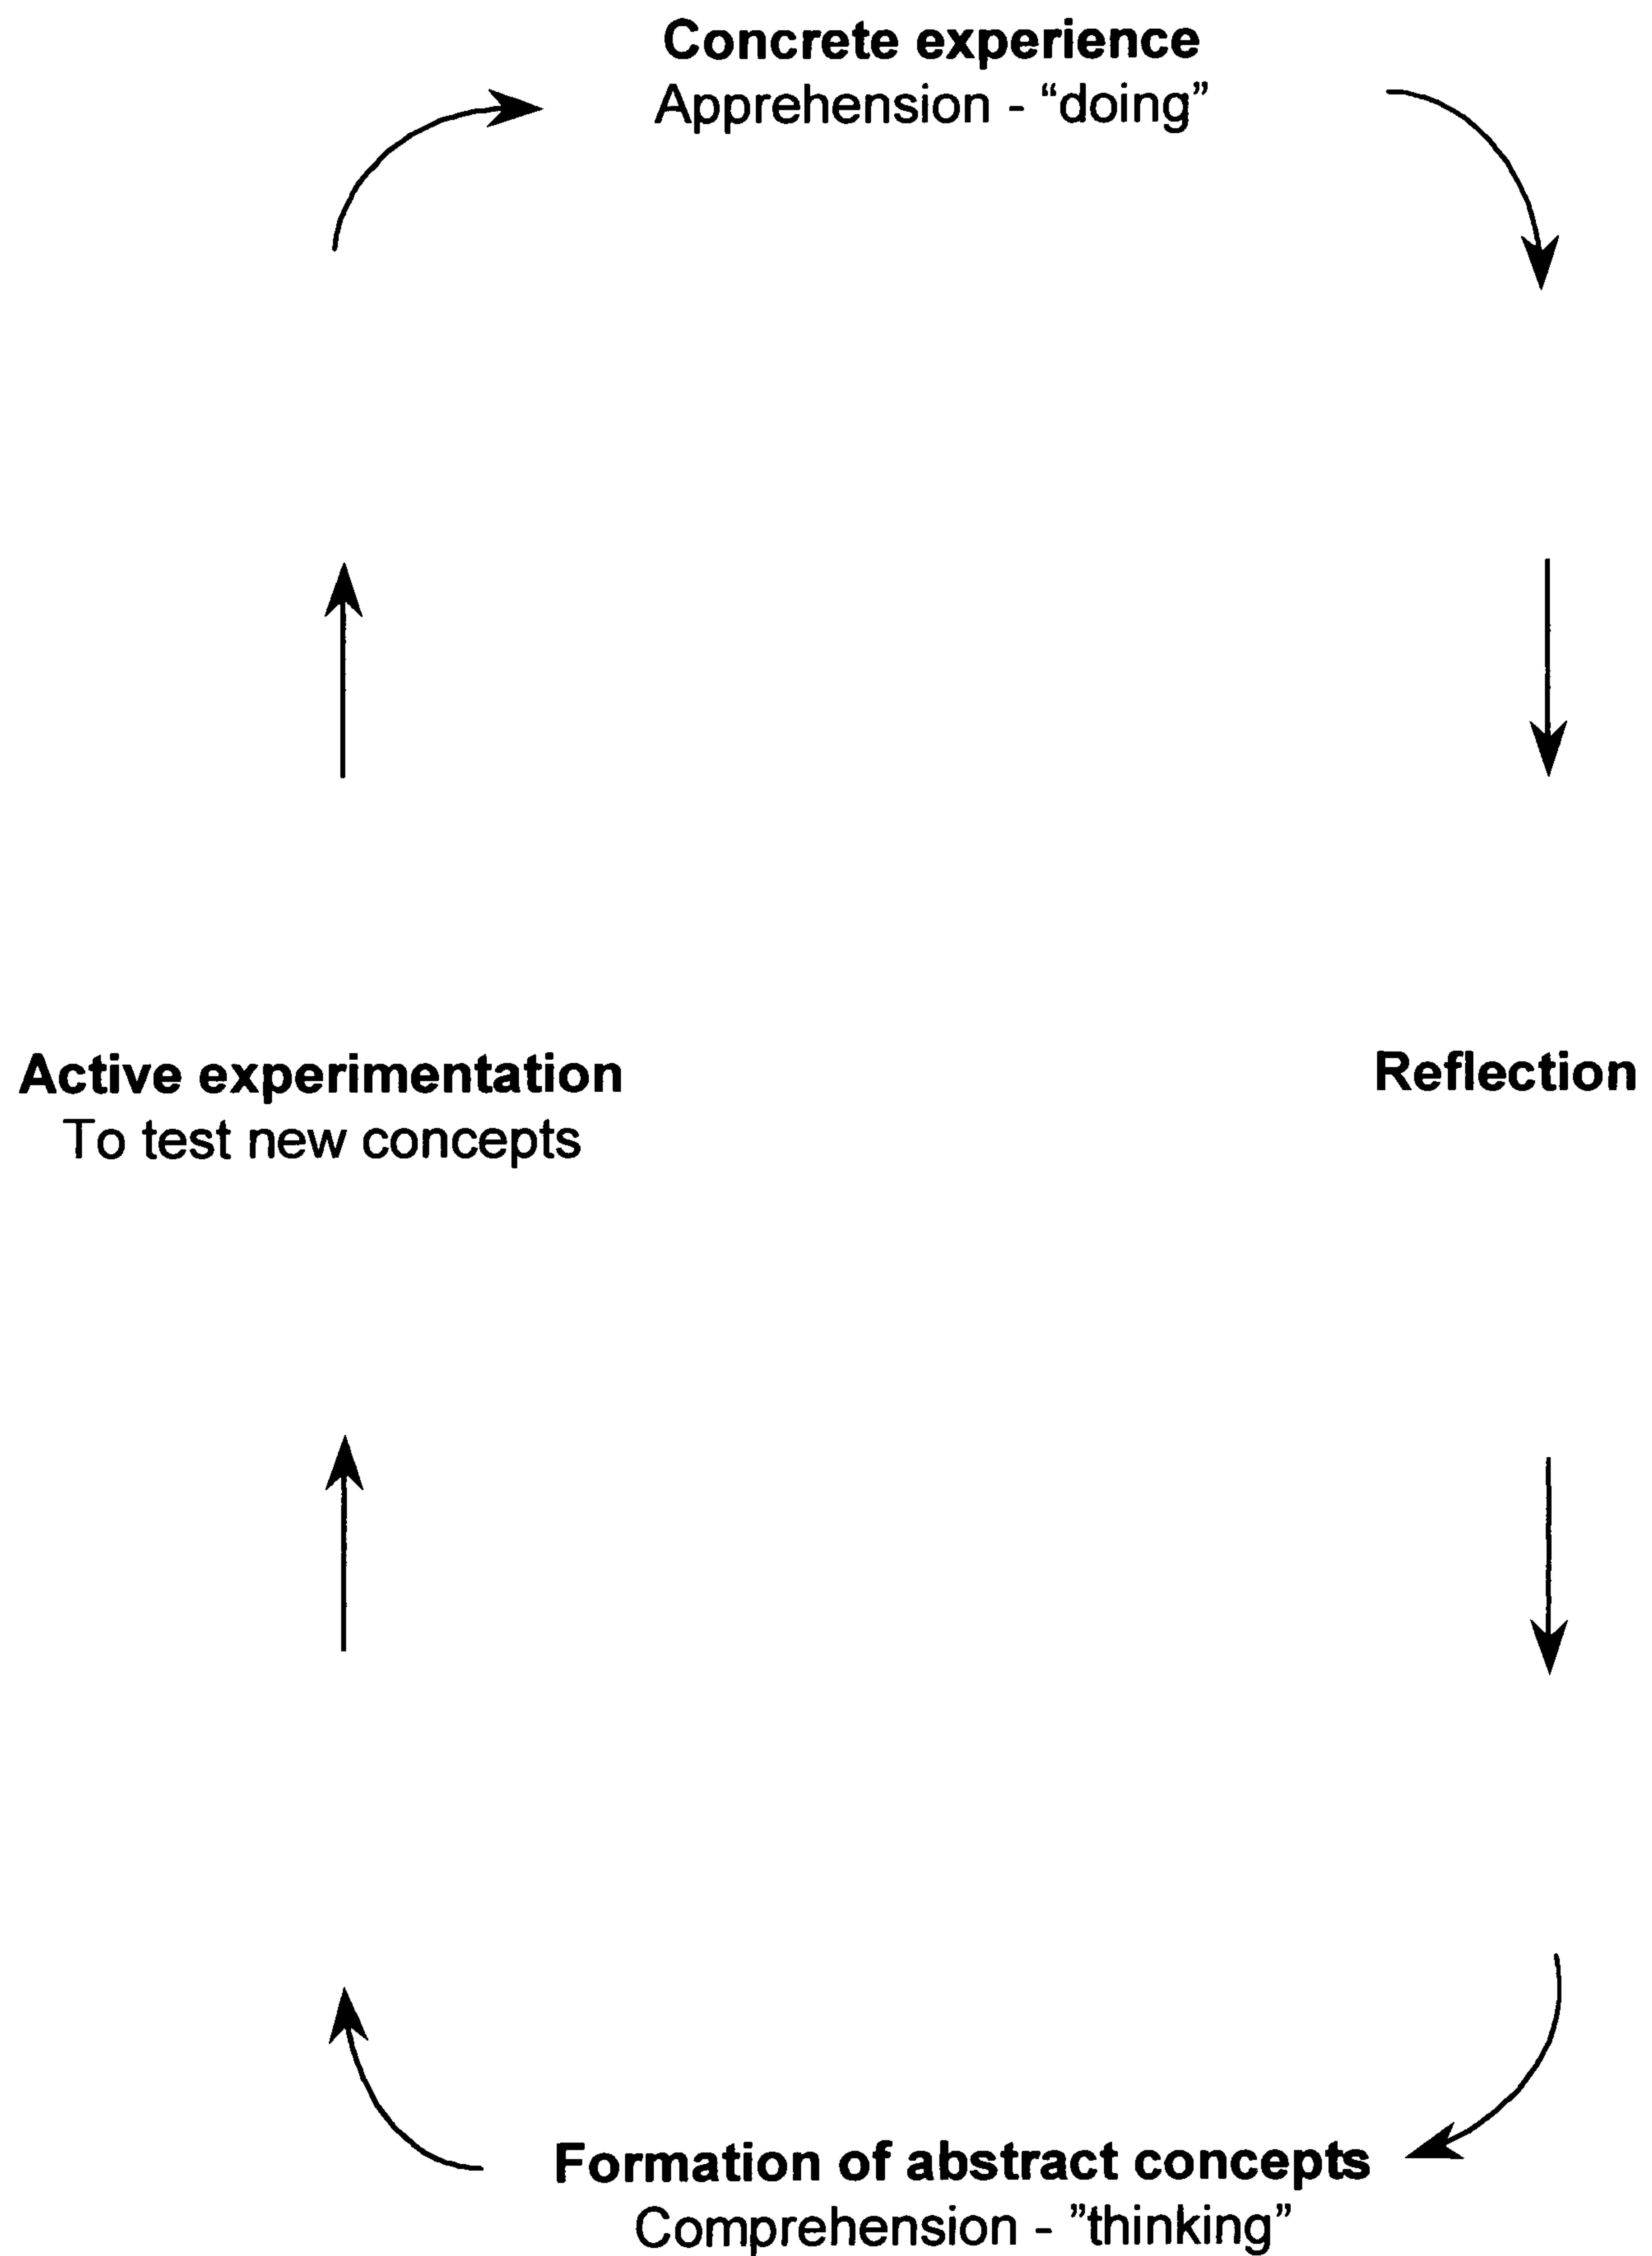 Concrete experience
Apprehension - “doing”
Active experimentation
To test new concepts
Reflection
Formation of abstract concepts
Comprehension - ”thinking”